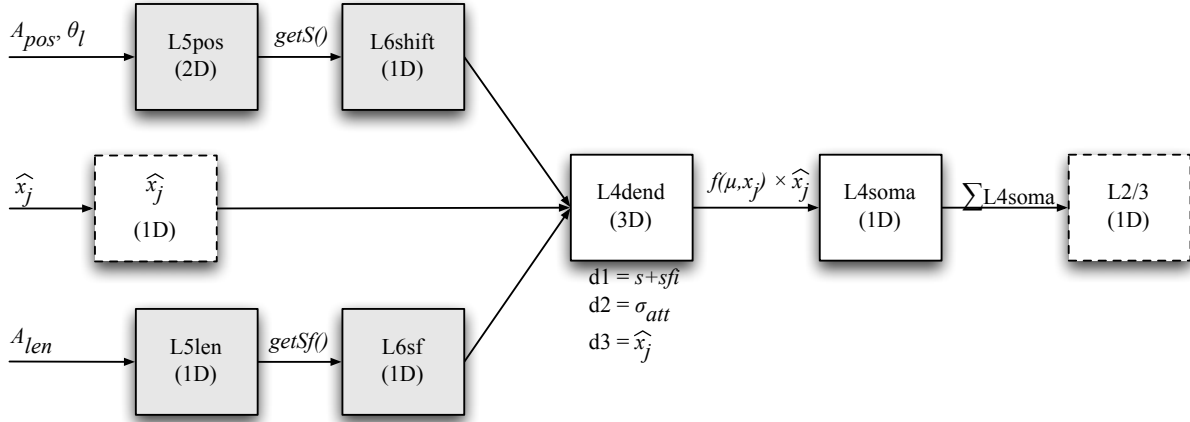 A_pos, θ_l
L5pos
(2D)
getS()
L6shift
(1D)
x̂_j
x̂_j
(1D)
L4dend
(3D)
f(μ,x_j) × x̂_j
L4soma
(1D)
∑L4soma
L2/3
(1D)
d1 = s+sfi
d2 = σ_att
d3 = x̂_j
A_len
L5len
(1D)
getSf()
L6sf
(1D)